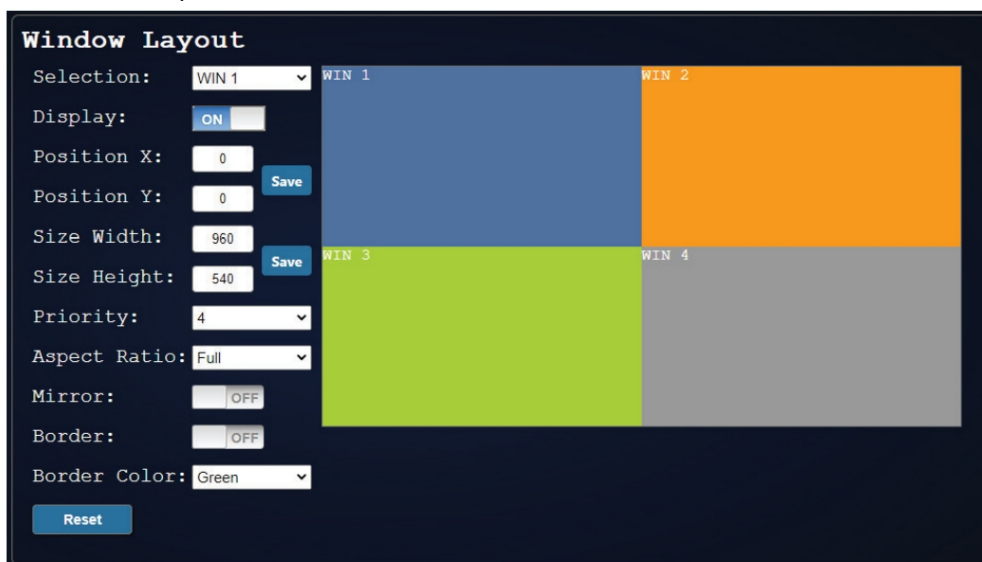 Window Layout
Selection: WIN 1
Display: ON
Position X: 0
Save
Position Y: 0
Size Width: 960
Save
Size Height: 540
Priority: 4
Aspect Ratio: Full
Mirror: OFF
Border: OFF
Border Color: Green
Reset
WIN 1
WIN 2
WIN 3
WIN 4